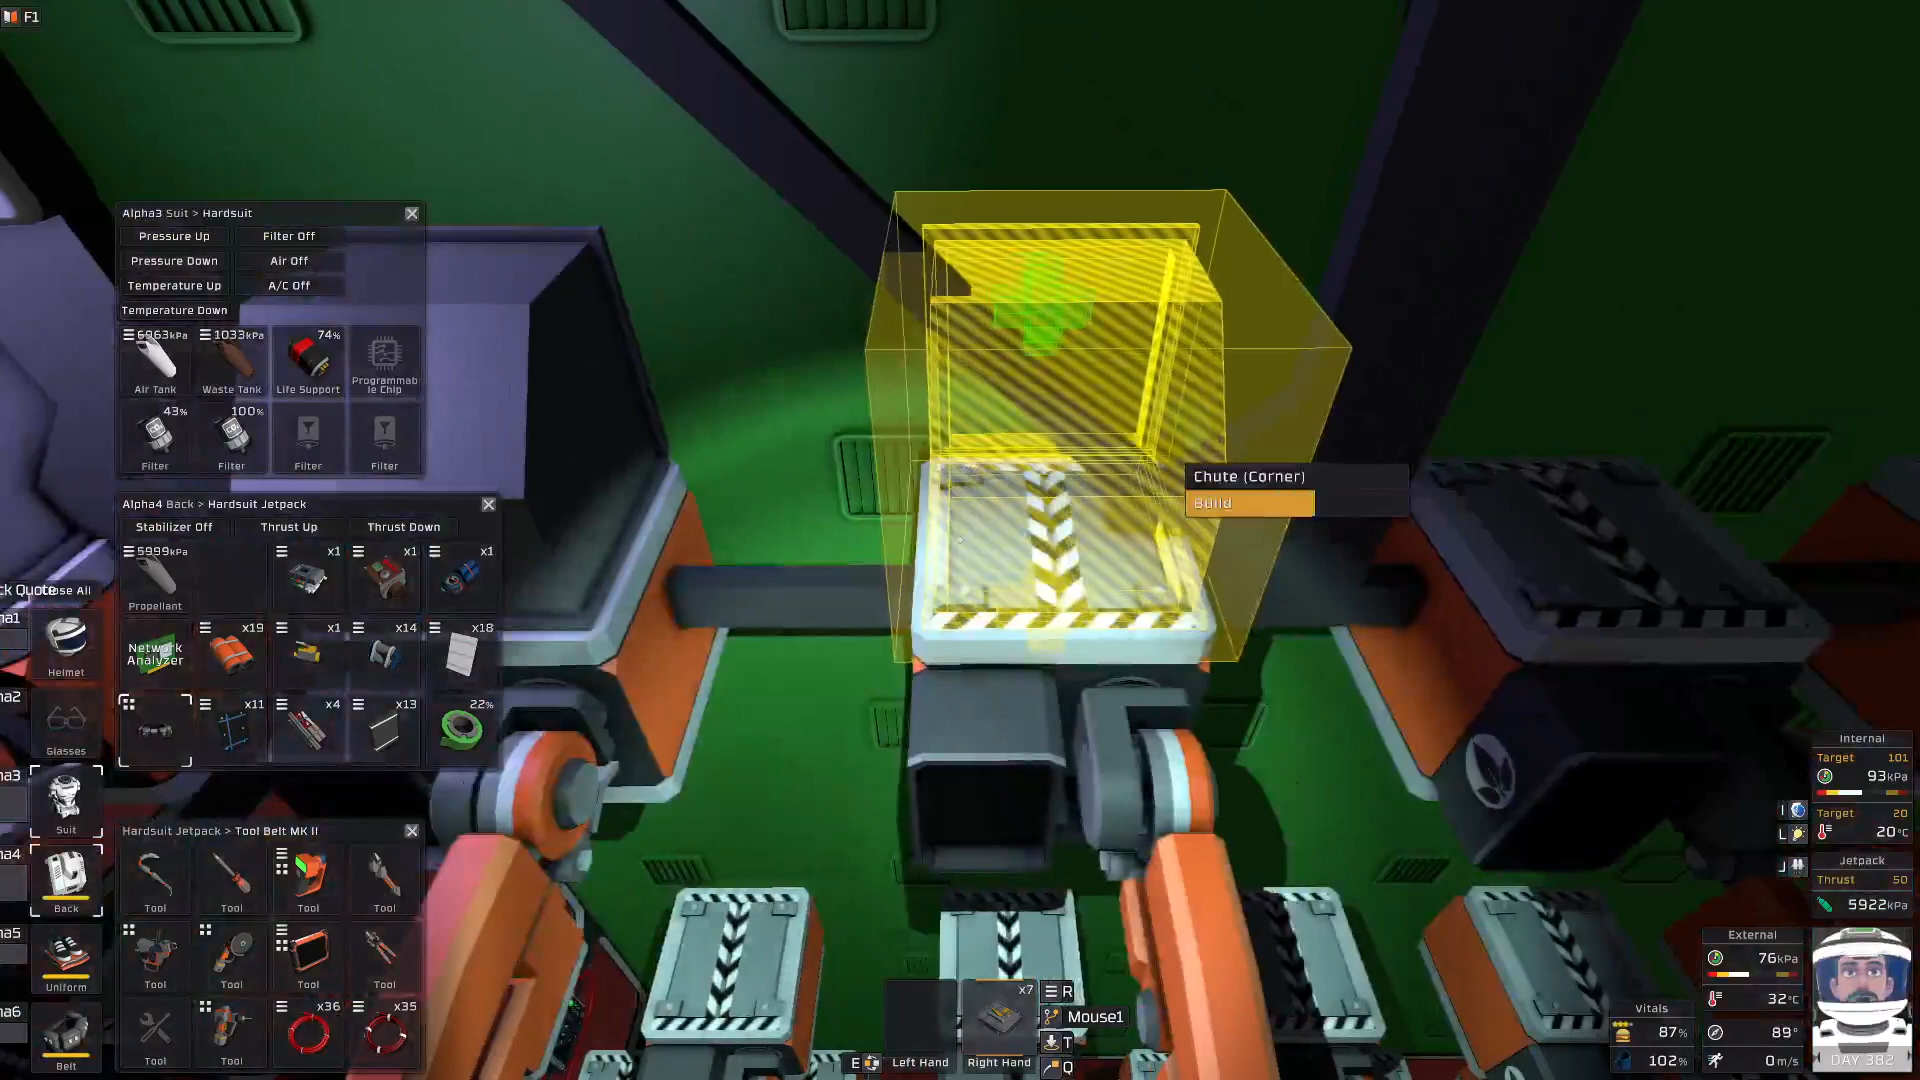 F1
Alpha3 Suit > Hardsuit
Pressure Up
Filter Off
Pressure Down
Air Off
Temperature Up
A/C Off
Temperature Down
6963kPa
1033kPa
74%
Air Tank
Waste Tank
Life Support
Programmab
le Chip
43%
100%
Filter
Filter
Filter
Filter
Alpha4 Back > Hardsuit Jetpack
Stabilizer Off
Thrust Up
Thrust Down
5999kPa
x1
x1
x1
Propellant
Network
Analyzer
x19
x1
x14
x18
x11
x4
x13
22%
Hardsuit Jetpack > Tool Belt MK II
Tool
Tool
Tool
Tool
Tool
Tool
Tool
Tool
x36
x35
Tool
Tool
Helmet
Glasses
Suit
Back
Uniform
Belt
Chute (Corner)
Build
x7
R
Mouse1
T
Q
E
Left Hand
Right Hand
Internal
Target 101
93kPa
Target 20
20°C
I
L
J
Jetpack
Thrust 50
5922kPa
External
76kPa
32°C
89°
0m/s
Vitals
87%
102%
DAY 382